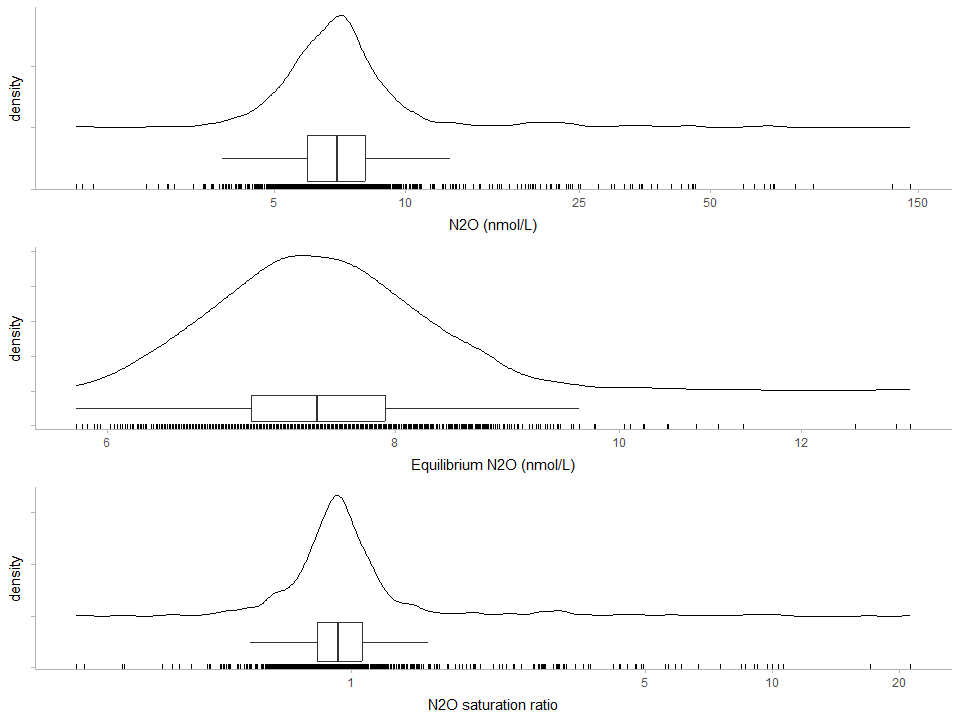 density
5 10 25 50 150
N2O (nmol/L)
density
6 8 10 12
Equilibrium N2O (nmol/L)
density
1 5 10 20
N2O saturation ratio